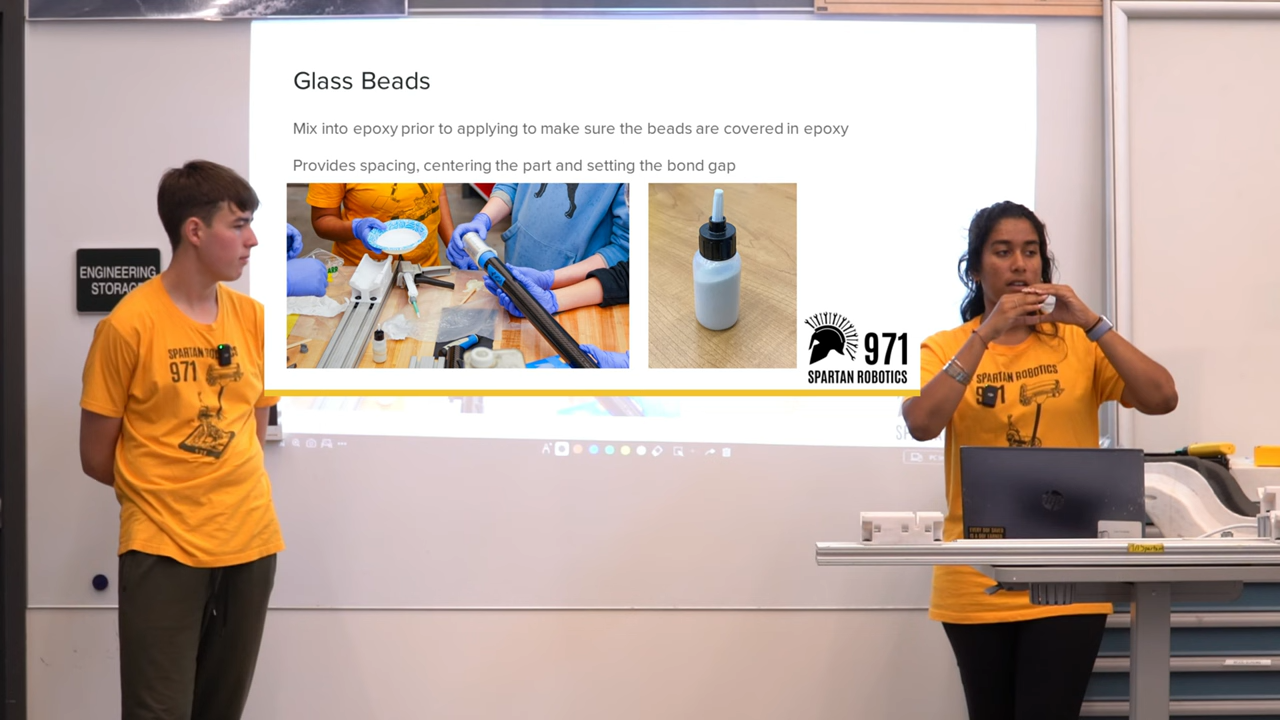 Glass Beads
Mix into epoxy prior to applying to make sure the beads are covered in epoxy
Provides spacing, centering the part and setting the bond gap
971
SPARTAN ROBOTICS
ENGINEERING
STORAGE
SPARTAN
971
SPARTAN ROBOTICS
971
hp